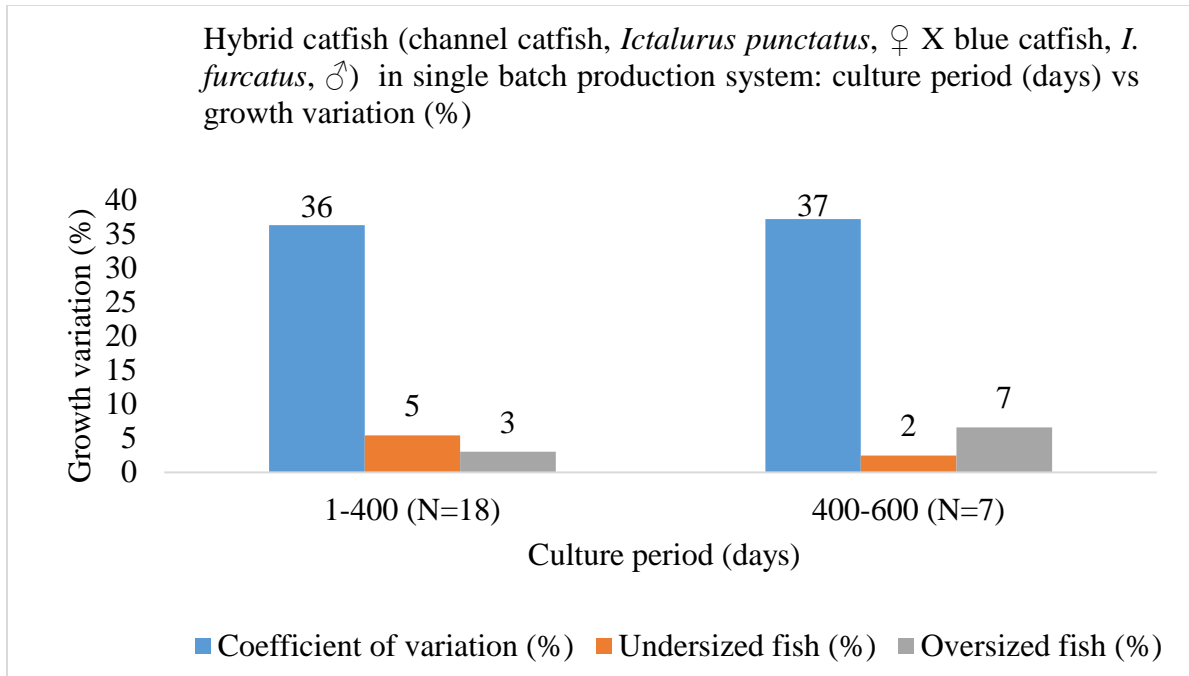 Hybrid catfish (channel catfish, Ictalurus punctatus, ♀ X blue catfish, I.
furcatus, ♂) in single batch production system: culture period (days) vs
growth variation (%)
Growth variation (%)
40
35
30
25
20
15
10
5
0
36
5
3
37
2
7
1-400 (N=18)
400-600 (N=7)
Culture period (days)
Coefficient of variation (%)
Undersized fish (%)
Oversized fish (%)